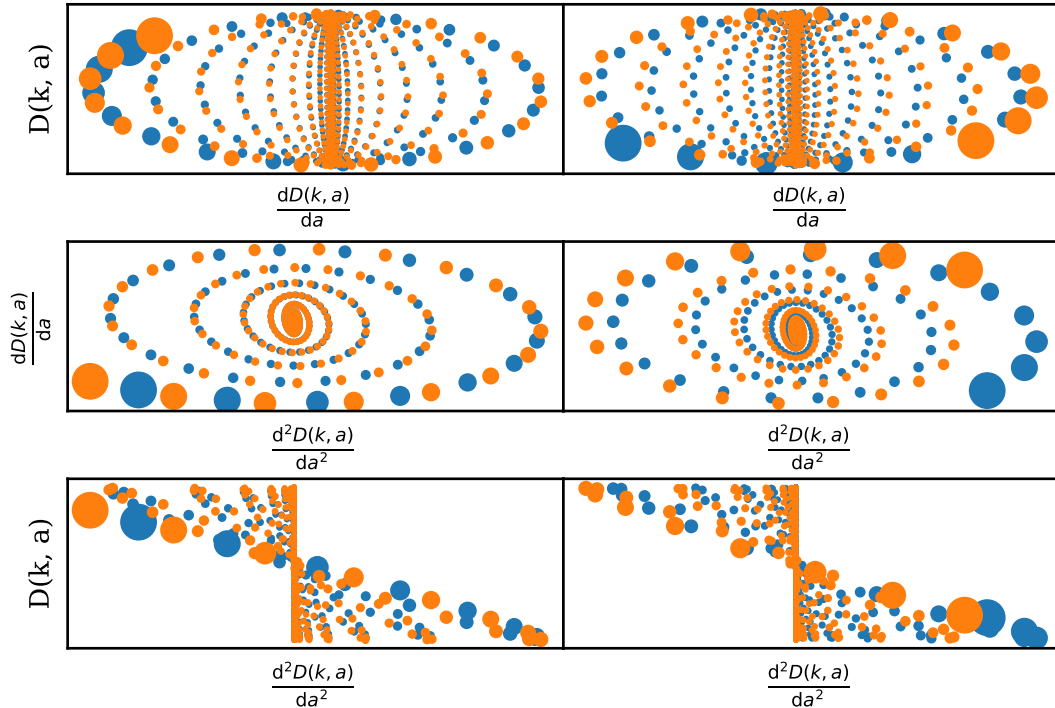 D(k, a)
dD(k, a)
da
dD(k, a)
da
dD(k, a)
da
d²D(k, a)
da²
d²D(k, a)
da²
D(k, a)
d²D(k, a)
da²
d²D(k, a)
da²